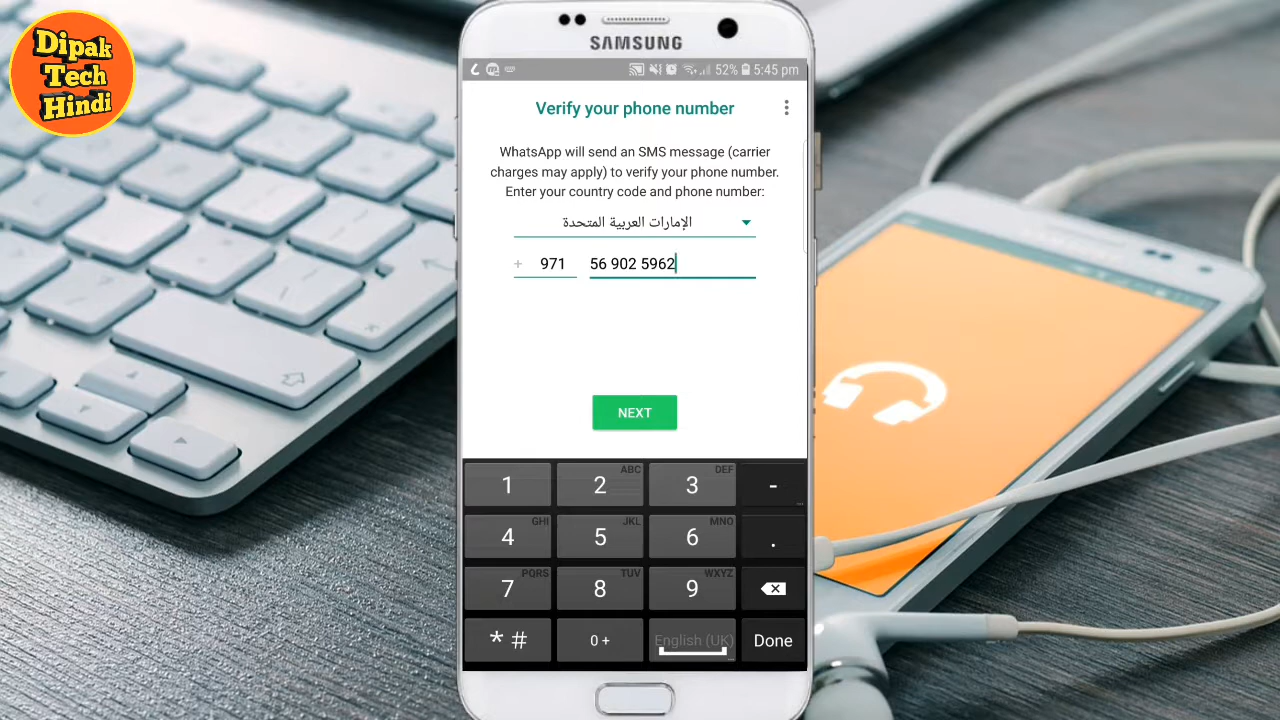 Dipak
Tech
Hindi
SAMSUNG
52% 5:45 pm
Verify your phone number
WhatsApp will send an SMS message (carrier
charges may apply) to verify your phone number.
Enter your country code and phone number:
الإمارات العربية المتحدة
+ 971 56 902 5962
NEXT
1 2 ABC 3 DEF -
4 GHI 5 JKL 6 MNO .
7 PQRS 8 TUV 9 WXYZ
* # 0 + English (UK) Done